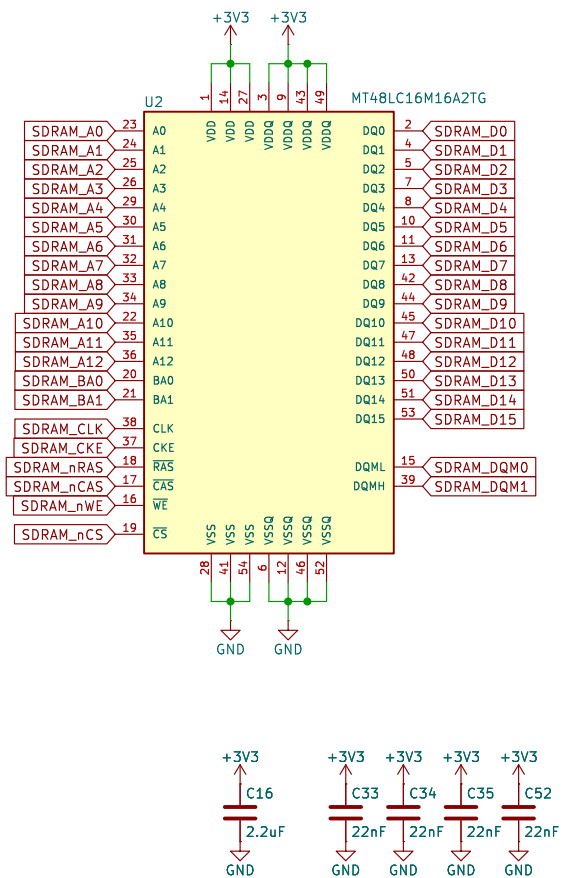 +3V3 +3V3
U2 MT48LC16M16A2TG
1 14 27 3 9 43 49
VDD VDD VDD VDDQ VDDQ VDDQ VDDQ
SDRAM_A0 23 A0 DQ0 2 SDRAM_D0
SDRAM_A1 24 A1 DQ1 4 SDRAM_D1
SDRAM_A2 25 A2 DQ2 5 SDRAM_D2
SDRAM_A3 26 A3 DQ3 7 SDRAM_D3
SDRAM_A4 29 A4 DQ4 8 SDRAM_D4
SDRAM_A5 30 A5 DQ5 10 SDRAM_D5
SDRAM_A6 31 A6 DQ6 11 SDRAM_D6
SDRAM_A7 32 A7 DQ7 13 SDRAM_D7
SDRAM_A8 33 A8 DQ8 42 SDRAM_D8
SDRAM_A9 34 A9 DQ9 44 SDRAM_D9
SDRAM_A10 22 A10 DQ10 45 SDRAM_D10
SDRAM_A11 35 A11 DQ11 47 SDRAM_D11
SDRAM_A12 36 A12 DQ12 48 SDRAM_D12
SDRAM_BA0 20 BA0 DQ13 50 SDRAM_D13
SDRAM_BA1 21 BA1 DQ14 51 SDRAM_D14
DQ15 53 SDRAM_D15
SDRAM_CLK 38 CLK
SDRAM_CKE 37 CKE
SDRAM_nRAS 18 RAS DQML 15 SDRAM_DQM0
SDRAM_nCAS 17 CAS DQMH 39 SDRAM_DQM1
SDRAM_nWE 16 WE
SDRAM_nCS 19 CS
VSS VSS VSS VSSQ VSSQ VSSQ VSSQ
28 41 54 6 12 46 52
GND GND
+3V3 +3V3 +3V3 +3V3 +3V3
C16 C33 C34 C35 C52
2.2uF 22nF 22nF 22nF 22nF
GND GND GND GND GND